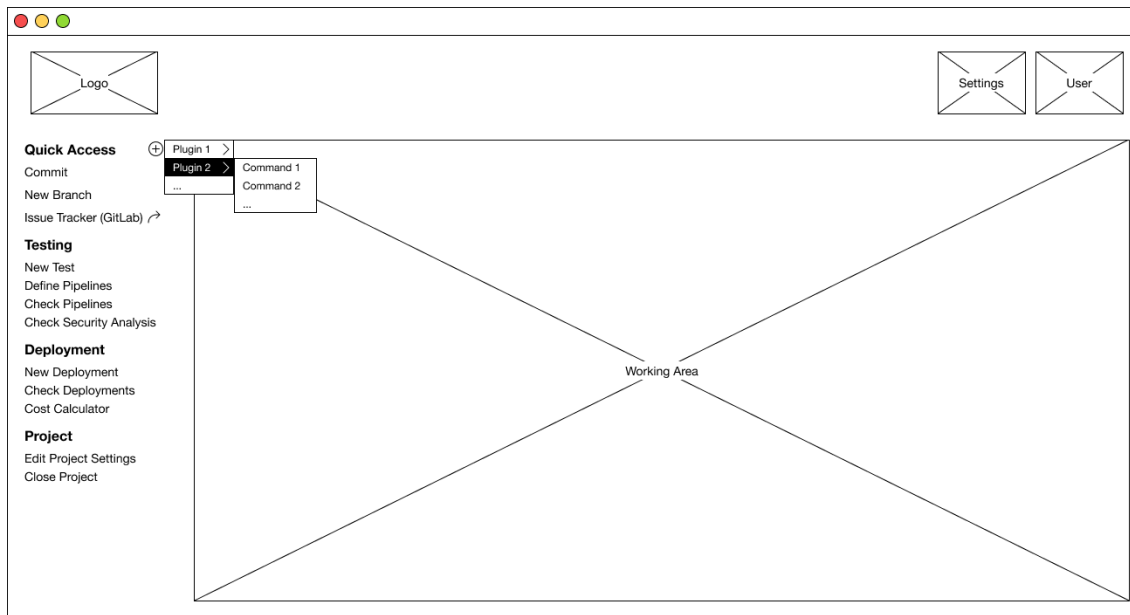 Logo
Settings
User
Quick Access
Plugin 1
Commit
Plugin 2
Command 1
New Branch
...
Command 2
...
Issue Tracker (GitLab)
Testing
New Test
Define Pipelines
Check Pipelines
Check Security Analysis
Deployment
New Deployment
Check Deployments
Cost Calculator
Project
Edit Project Settings
Close Project
Working Area